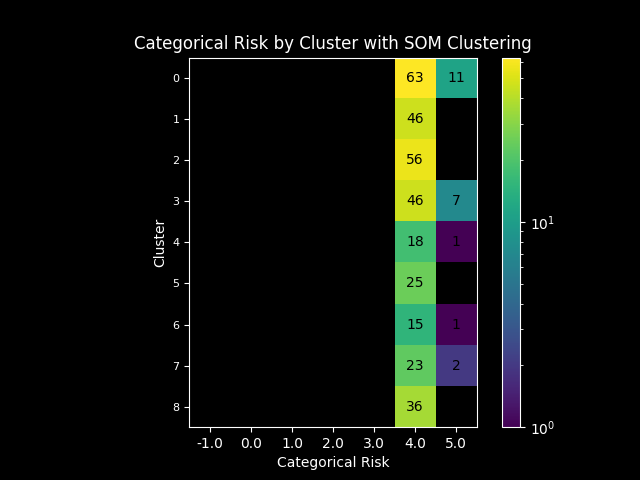 Categorical Risk by Cluster with SOM Clustering
0 63 11
1 46
2 56
3 46 7
4 18 1
5 25
6 15 1
7 23 2
8 36
Cluster
-1.0 0.0 1.0 2.0 3.0 4.0 5.0
Categorical Risk
10¹
10⁰